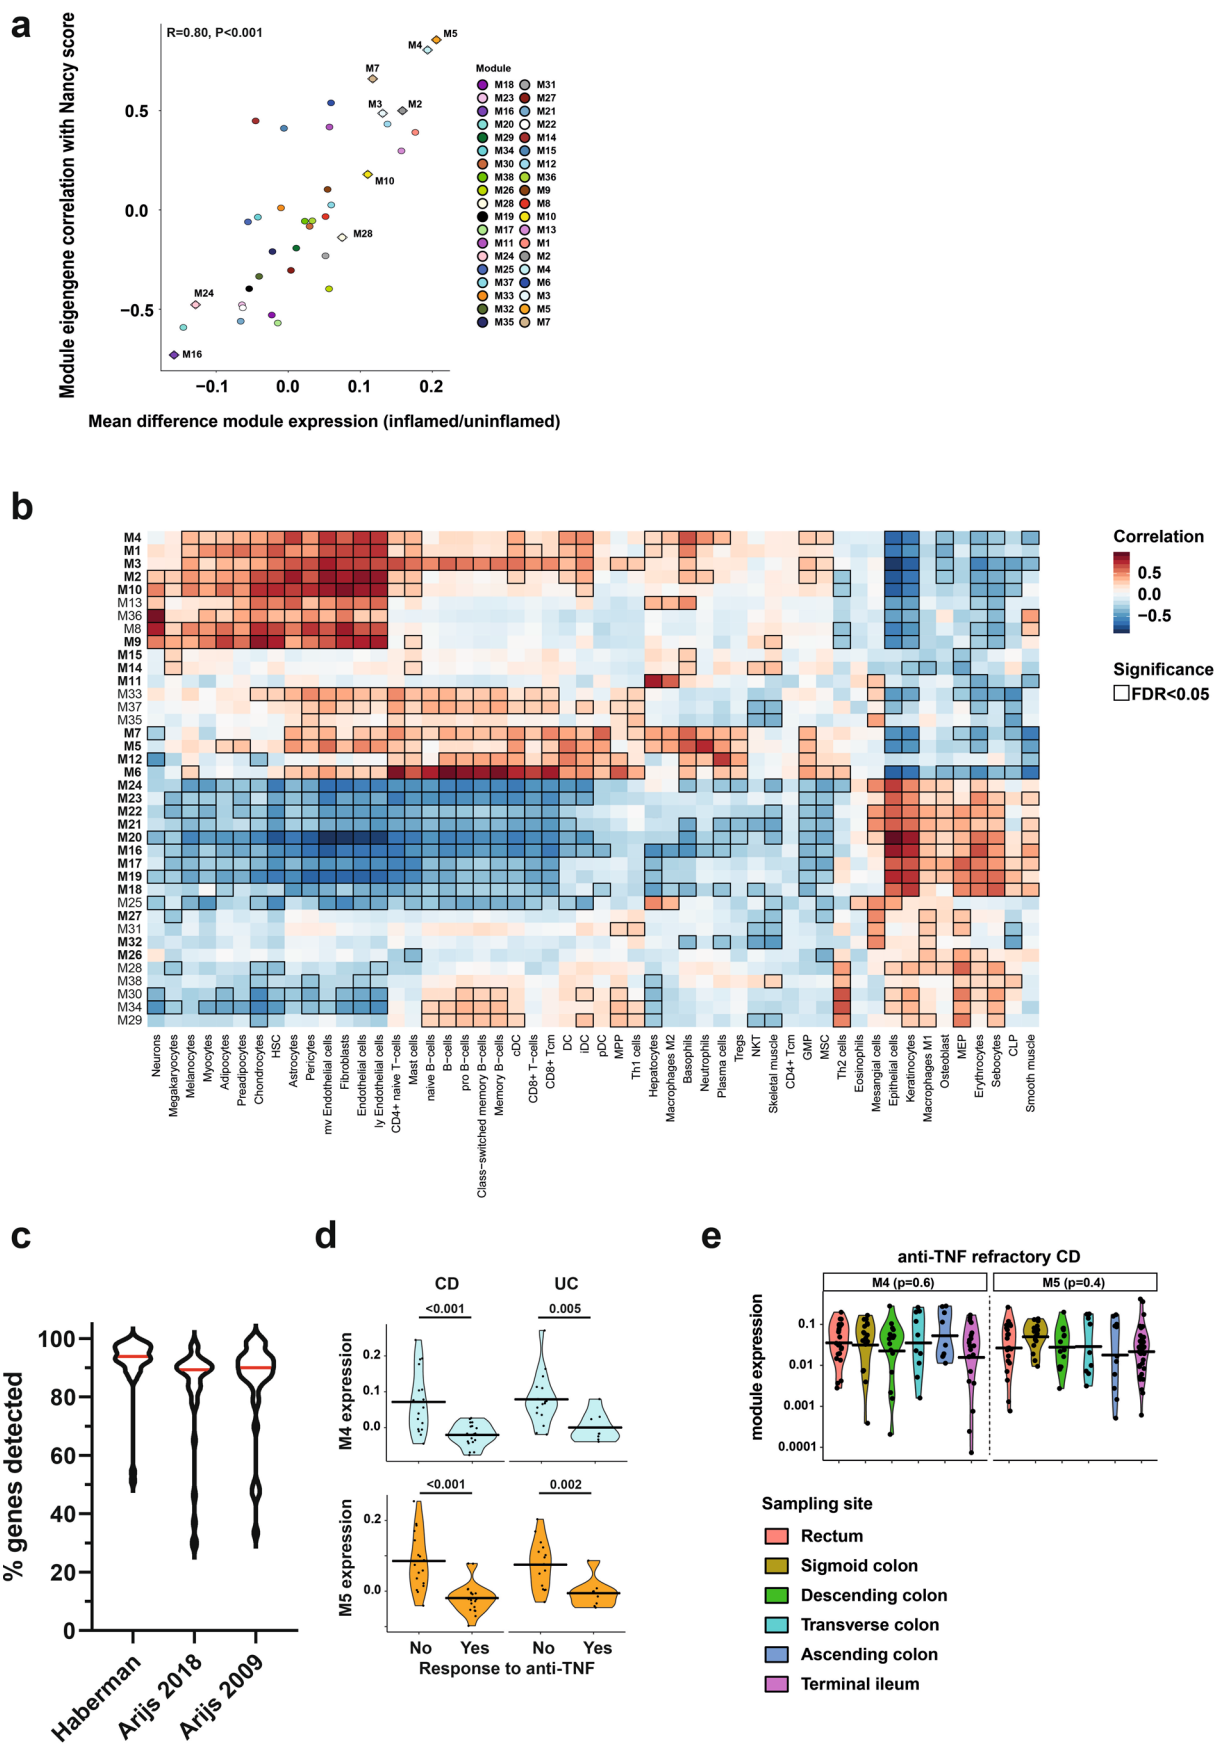 a
R=0.80, P<0.001
Module eigengene correlation with Nancy score
0.5
0.0
−0.5
−0.1
0.0
0.1
0.2
Mean difference module expression (inflamed/uninflamed)
M5
M4
M7
M3
M2
M10
M28
M24
M16
Module
M18 M31
M23 M27
M16 M21
M20 M22
M29 M14
M34 M15
M30 M12
M38 M36
M26 M9
M28 M8
M19 M10
M17 M13
M11 M1
M24 M2
M25 M4
M37 M6
M33 M3
M32 M5
M35 M7
b
M4
M1
M3
M2
M10
M13
M36
M8
M9
M15
M14
M11
M33
M37
M35
M7
M5
M12
M6
M24
M23
M22
M21
M20
M16
M17
M19
M18
M25
M27
M31
M32
M26
M28
M38
M30
M34
M29
Neurons
Megakaryocytes
Melanocytes
Myocytes
Adipocytes
Preadipocytes
Chondrocytes
HSC
Astrocytes
Pericytes
mv Endothelial cells
Fibroblasts
Endothelial cells
ly Endothelial cells
CD4+ naive T−cells
Mast cells
naive B−cells
B−cells
pro B−cells
Class−switched memory B−cells
Memory B−cells
cDC
CD8+ T−cells
CD8+ Tcm
DC
iDC
pDC
MPP
Th1 cells
Hepatocytes
Macrophages M2
Basophils
Neutrophils
Plasma cells
Tregs
NKT
Skeletal muscle
CD4+ Tcm
GMP
MSC
Th2 cells
Eosinophils
Mesangial cells
Epithelial cells
Keratinocytes
Macrophages M1
Osteoblast
MEP
Erythrocytes
Sebocytes
CLP
Smooth muscle
Correlation
0.5
0.0
−0.5
Significance
FDR<0.05
c
% genes detected
100
80
60
40
20
0
Haberman
Arijs 2018
Arijs 2009
d
CD
UC
<0.001
0.005
M4 expression
0.2
0.1
0.0
<0.001
0.002
M5 expression
0.2
0.0
No
Yes
No
Yes
Response to anti-TNF
e
anti-TNF refractory CD
M4 (p=0.6)
M5 (p=0.4)
module expression
0.1
0.01
0.001
0.0001
Sampling site
Rectum
Sigmoid colon
Descending colon
Transverse colon
Ascending colon
Terminal ileum